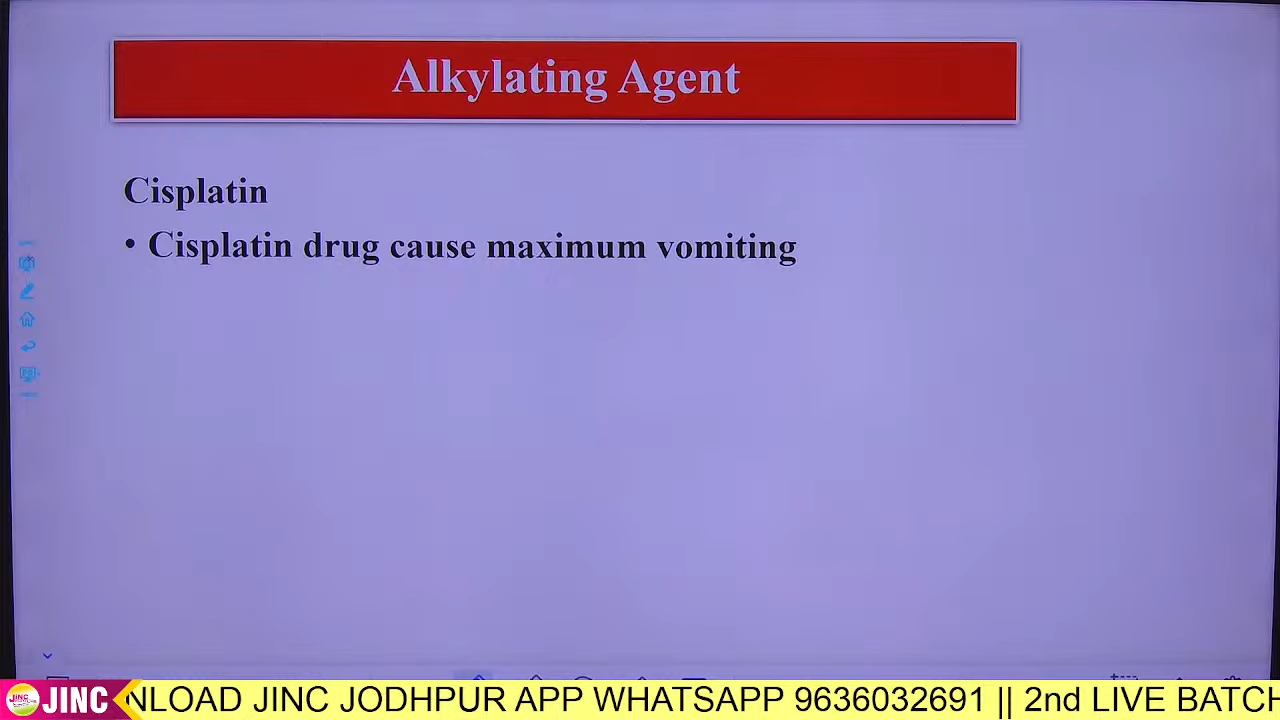 Alkylating Agent
Cisplatin
• Cisplatin drug cause maximum vomiting
JINC NLOAD JINC JODHPUR APP WHATSAPP 9636032691 || 2nd LIVE BATCH